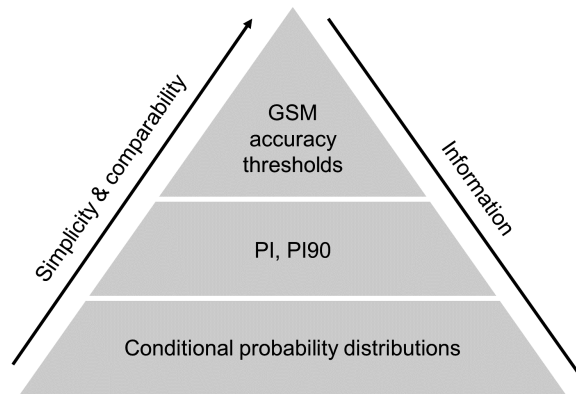 Simplicity & comparability
GSM
accuracy
thresholds
Information
PI, PI90
Conditional probability distributions